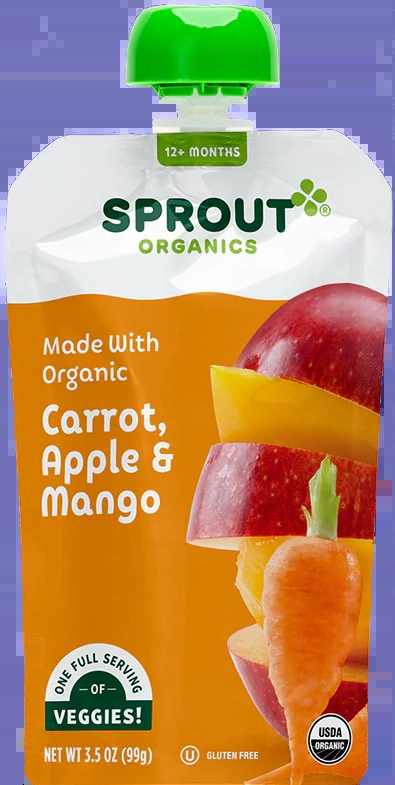 12+ MONTHS
SPROUT®
ORGANICS
Made With
Organic
Carrot,
Apple &
Mango
ONE FULL SERVING
OF
VEGGIES!
NET WT 3.5 OZ (99g)
U
GLUTEN FREE
USDA
ORGANIC